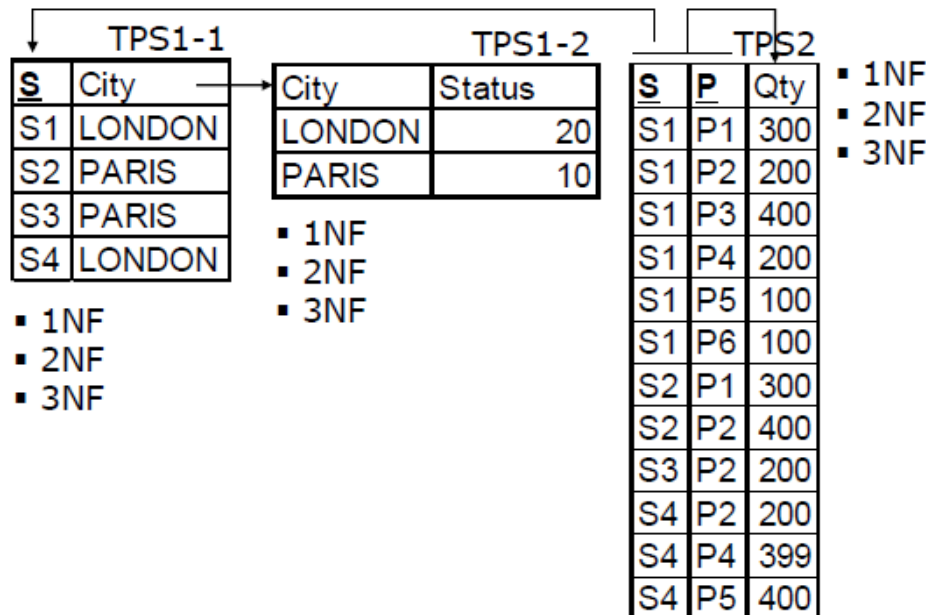 TPS1-1
S City
S1 LONDON
S2 PARIS
S3 PARIS
S4 LONDON
▪ 1NF
▪ 2NF
▪ 3NF
TPS1-2
City Status
LONDON 20
PARIS 10
▪ 1NF
▪ 2NF
▪ 3NF
TPS2
S P Qty
S1 P1 300
S1 P2 200
S1 P3 400
S1 P4 200
S1 P5 100
S1 P6 100
S2 P1 300
S2 P2 400
S3 P2 200
S4 P2 200
S4 P4 399
S4 P5 400
▪ 1NF
▪ 2NF
▪ 3NF